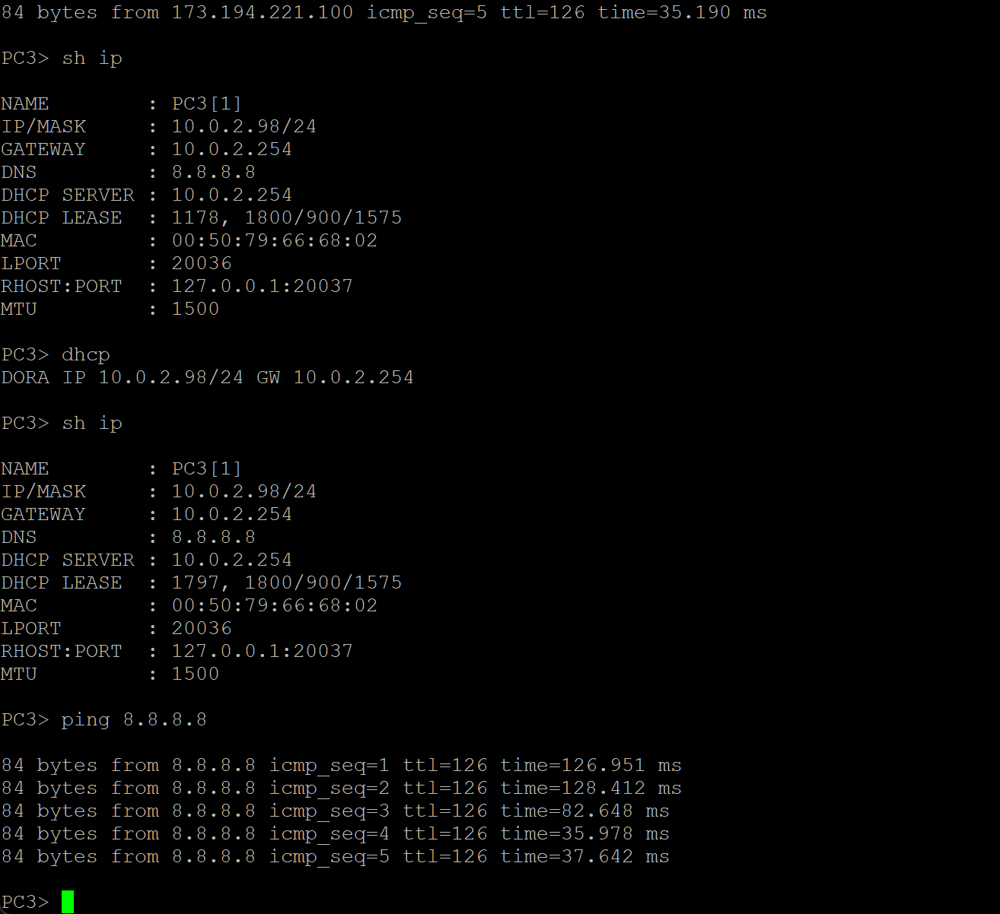 84 bytes from 173.194.221.100 icmp_seq=5 ttl=126 time=35.190 ms
PC3> sh ip
NAME        : PC3[1]
IP/MASK     : 10.0.2.98/24
GATEWAY     : 10.0.2.254
DNS         : 8.8.8.8
DHCP SERVER : 10.0.2.254
DHCP LEASE  : 1178, 1800/900/1575
MAC         : 00:50:79:66:68:02
LPORT       : 20036
RHOST:PORT  : 127.0.0.1:20037
MTU         : 1500
PC3> dhcp
DORA IP 10.0.2.98/24 GW 10.0.2.254
PC3> sh ip
NAME        : PC3[1]
IP/MASK     : 10.0.2.98/24
GATEWAY     : 10.0.2.254
DNS         : 8.8.8.8
DHCP SERVER : 10.0.2.254
DHCP LEASE  : 1797, 1800/900/1575
MAC         : 00:50:79:66:68:02
LPORT       : 20036
RHOST:PORT  : 127.0.0.1:20037
MTU         : 1500
PC3> ping 8.8.8.8
84 bytes from 8.8.8.8 icmp_seq=1 ttl=126 time=126.951 ms
84 bytes from 8.8.8.8 icmp_seq=2 ttl=126 time=128.412 ms
84 bytes from 8.8.8.8 icmp_seq=3 ttl=126 time=82.648 ms
84 bytes from 8.8.8.8 icmp_seq=4 ttl=126 time=35.978 ms
84 bytes from 8.8.8.8 icmp_seq=5 ttl=126 time=37.642 ms
PC3>